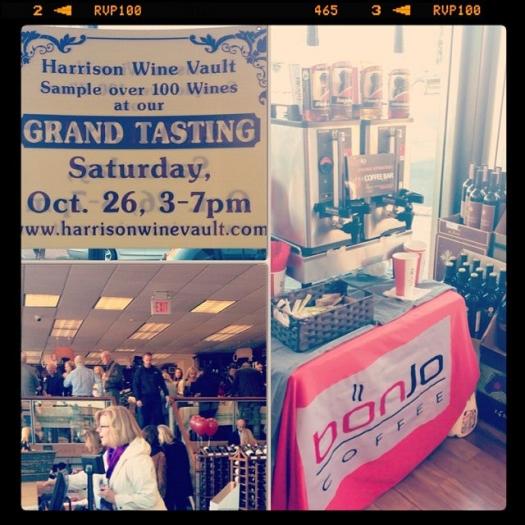 2 ◄ RVP100 465 3 ◄ RVP100
Harrison Wine Vault
Sample over 100 Wines
at our
GRAND TASTING
Saturday,
Oct. 26, 3-7pm
www.harrisonwinevault.com
EXIT
COFFEE BAR
BONJO
COFFEE